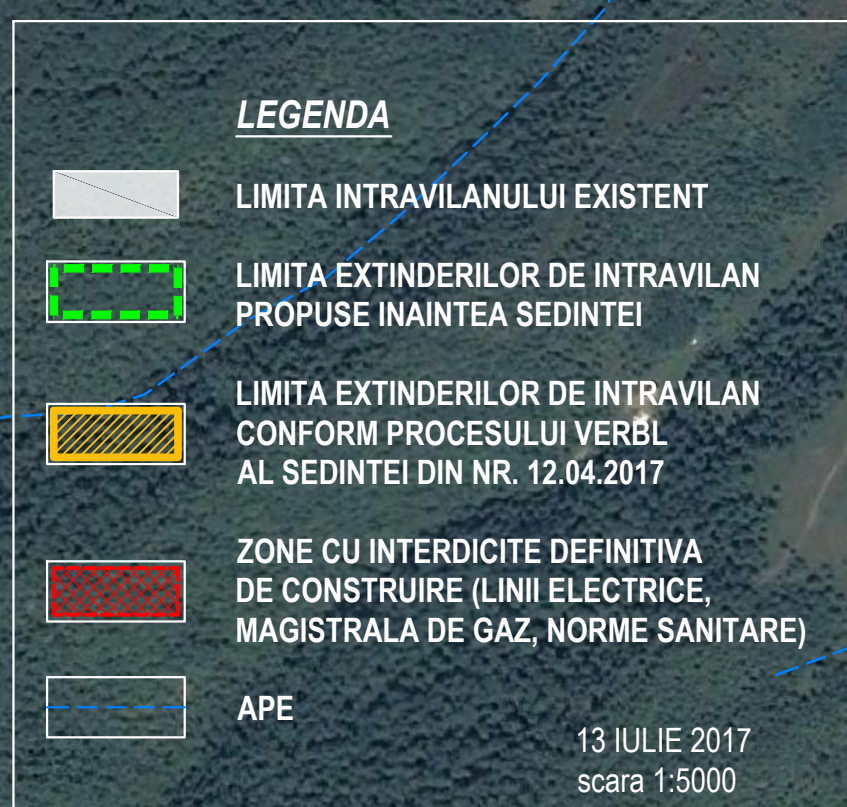 LEGENDA
LIMITA INTRAVILANULUI EXISTENT
LIMITA EXTINDERILOR DE INTRAVILAN
PROPUSE INAINTEA SEDINTEI
LIMITA EXTINDERILOR DE INTRAVILAN
CONFORM PROCESULUI VERBL
AL SEDINTEI DIN NR. 12.04.2017
ZONE CU INTERDICITE DEFINITIVA
DE CONSTRUIRE (LINII ELECTRICE,
MAGISTRALA DE GAZ, NORME SANITARE)
APE
13 IULIE 2017
scara 1:5000